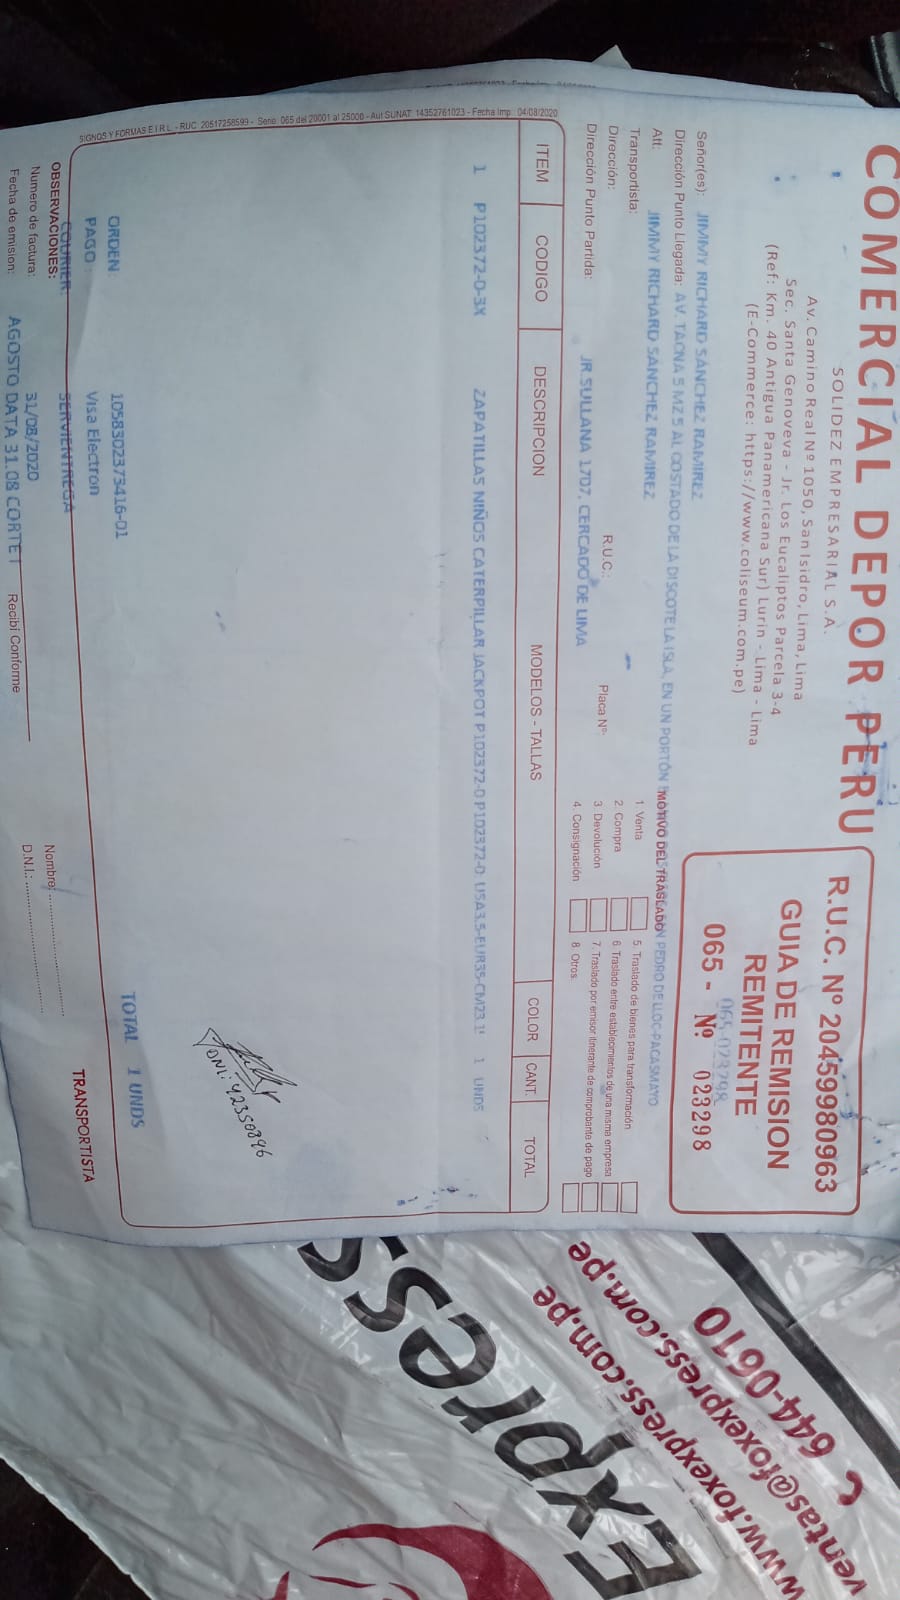 COMERCIAL DEPOR PERU
SOLIDEZ EMPRESARIAL S.A.
Av. Camino Real Nº 1050, San Isidro, Lima, Lima
Sec. Santa Genoveva - Jr. Los Eucaliptos Parcela 3-4
(Ref: Km. 40 Antigua Panamericana Sur) Lurin - Lima - Lima
(E-Commerce: https://www.coliseum.com.pe)
R.U.C. Nº 20459980963
GUIA DE REMISION
REMITENTE
065-023298
065 - Nº 023298
Señor(es): JIMMY RICHARD SÁNCHEZ RAMIREZ
Dirección Punto Llegada: AV. TACNA 5 MZ 5 AL COSTADO DE LA DISCOTE LA ISLA, EN UN PORTÓN PEDRO DE LLOC-PACASMAYO
Att: JIMMY RICHARD SÁNCHEZ RAMIREZ
MOTIVO DEL TRASLADO
Transportista:
Dirección: R.U.C.: Placa Nº:
Dirección Punto Partida: JR SULLANA 1707, CERCADO DE LIMA
1. Venta 5. Traslado de bienes para transformación
2. Compra 6. Traslado entre establecimientos de una misma empresa
3. Devolución 7. Traslado por emisor itinerante de comprobante de pago
4. Consignación 8. Otros
ITEM CODIGO DESCRIPCION MODELOS - TALLAS COLOR CANT. TOTAL
1 P102372-0-3X ZAPATILLAS NIÑOS CATERPILLAR JACKPOT P102372-0 P102372-0 USA3.5-EUR35-CM23.1 1 UNDS
DNI: 42350896
ORDEN: 1058302373416-01
PAGO : Visa Electron
TOTAL 1 UNDS
COURIER: SERVIENTREGA
SIGNOS Y FORMAS E.I.R.L. - RUC 20517258599 - Serie 065 del 20001 al 25000 - Aut SUNAT 14352761023 - Fecha Imp : 04/08/2020
OBSERVACIONES:
Numero de factura: 31/08/2020
Fecha de emision: AGOSTO DATA 31.08 CORTE 1
Recibí Conforme
Nombre:
D.N.I.:
TRANSPORTISTA
Express
644-0610
ventas@foxexpress.com.pe
www.foxexpress.com.pe